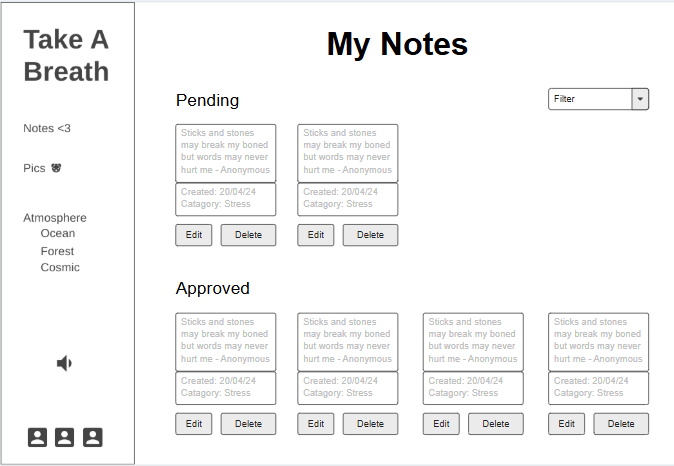 Take A
Breath
Notes <3
Pics
Atmosphere
Ocean
Forest
Cosmic
My Notes
Pending
Filter
Sticks and stones
may break my boned
but words may never
hurt me - Anonymous
Created: 20/04/24
Catagory: Stress
Edit
Delete
Sticks and stones
may break my boned
but words may never
hurt me - Anonymous
Created: 20/04/24
Catagory: Stress
Edit
Delete
Approved
Sticks and stones
may break my boned
but words may never
hurt me - Anonymous
Created: 20/04/24
Catagory: Stress
Edit
Delete
Sticks and stones
may break my boned
but words may never
hurt me - Anonymous
Created: 20/04/24
Catagory: Stress
Edit
Delete
Sticks and stones
may break my boned
but words may never
hurt me - Anonymous
Created: 20/04/24
Catagory: Stress
Edit
Delete
Sticks and stones
may break my boned
but words may never
hurt me - Anonymous
Created: 20/04/24
Catagory: Stress
Edit
Delete